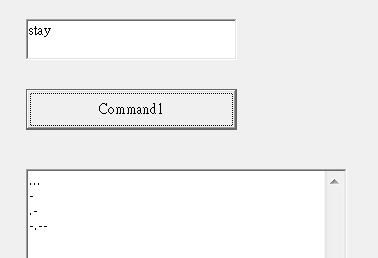 stay
Command1
...
-
.-
-.--